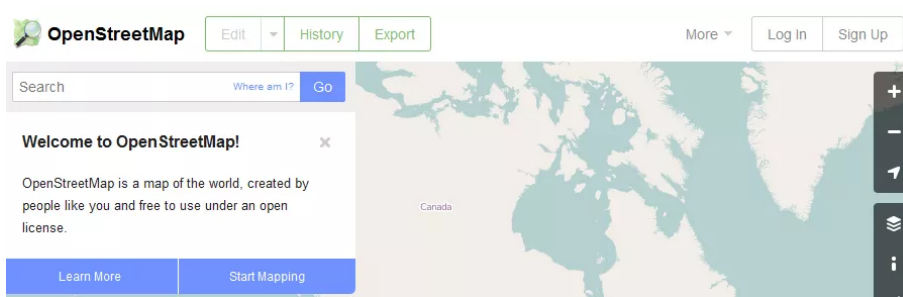 OpenStreetMap Edit History Export More Log In Sign Up
Search Where am I? Go
Welcome to OpenStreetMap!
OpenStreetMap is a map of the world, created by
people like you and free to use under an open
license.
Learn More Start Mapping
Canada